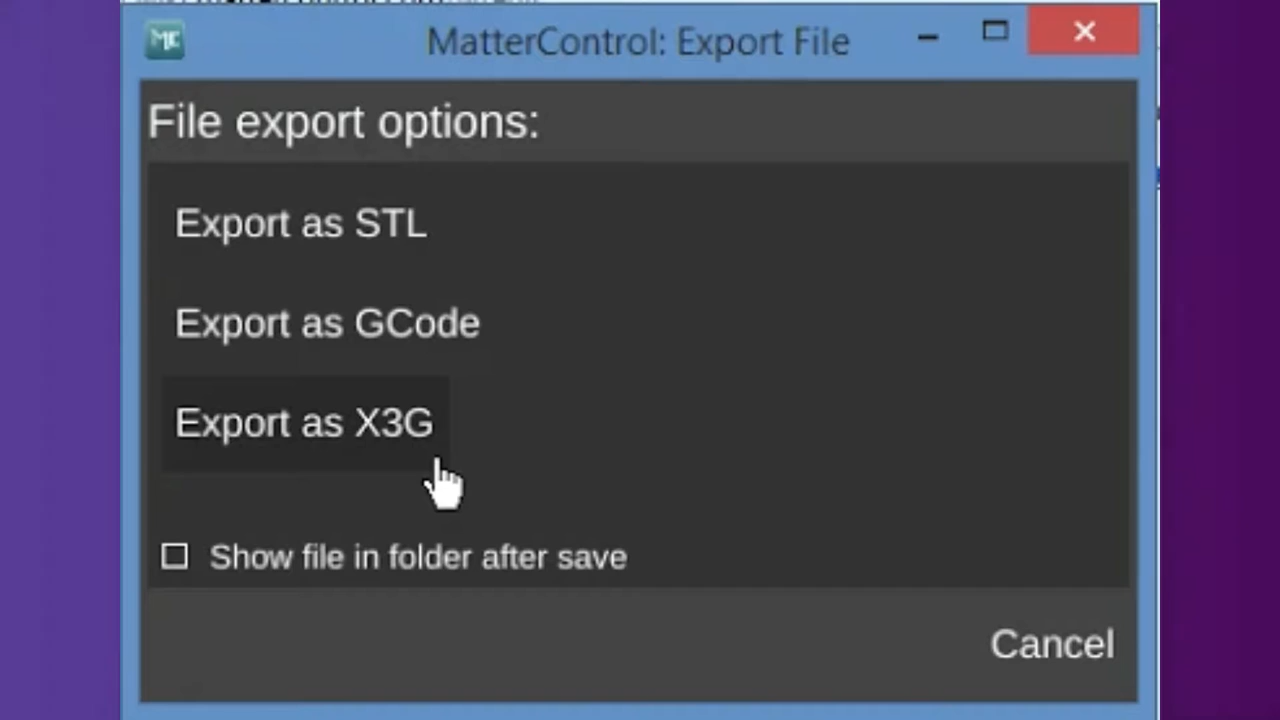 MC
MatterControl: Export File
File export options:
Export as STL
Export as GCode
Export as X3G
Show file in folder after save
Cancel